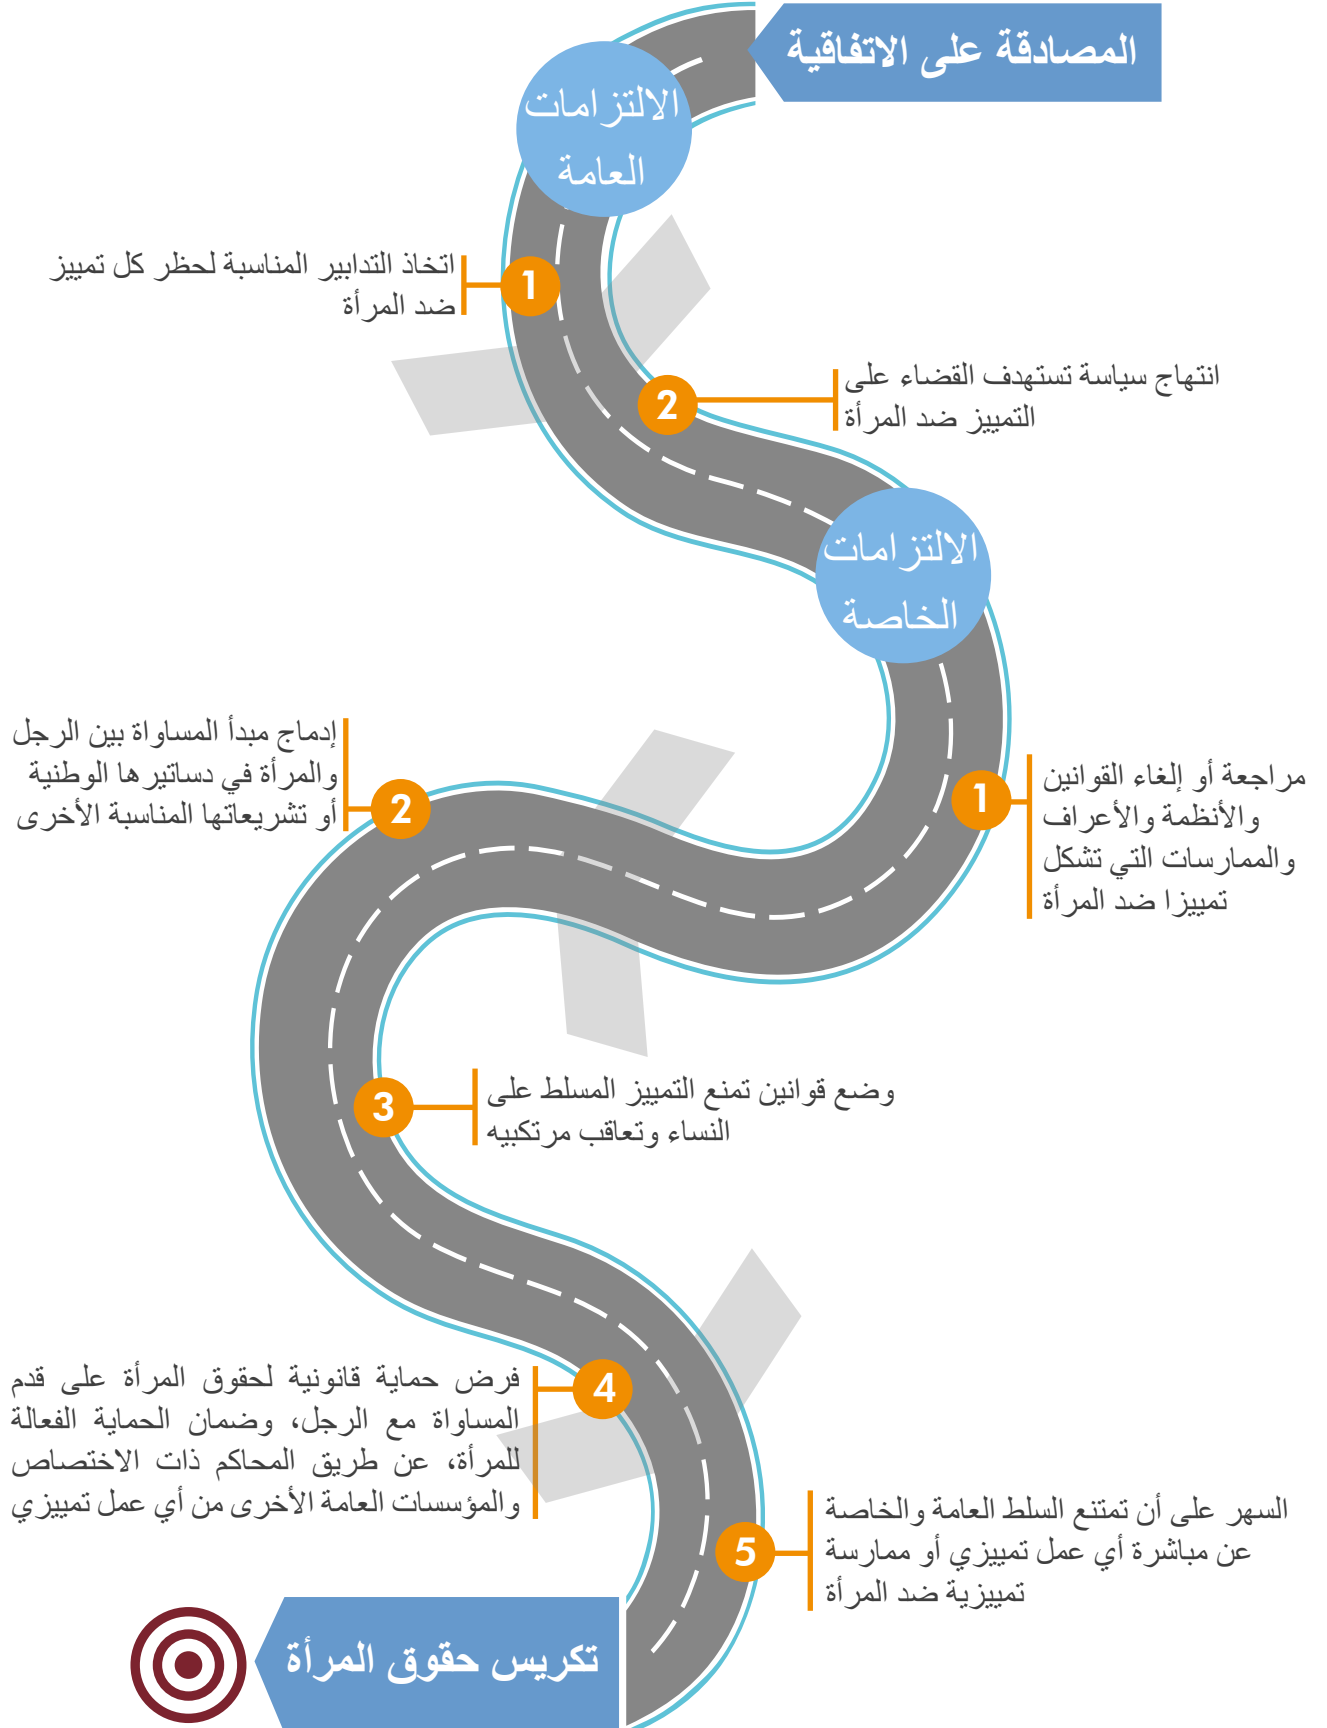 المصادقة على الاتفاقية
الالتزامات
العامة
1
اتخاذ التدابير المناسبة لحظر كل تمييز
ضد المرأة
2
انتهاج سياسة تستهدف القضاء على
التمييز ضد المرأة
الالتزامات
الخاصة
1
مراجعة أو إلغاء القوانين
والأنظمة والأعراف
والممارسات التي تشكل
تمييزا ضد المرأة
2
إدماج مبدأ المساواة بين الرجل
والمرأة في دساتيرها الوطنية
أو تشريعاتها المناسبة الأخرى
3
وضع قوانين تمنع التمييز المسلط على
النساء وتعاقب مرتكبيه
4
فرض حماية قانونية لحقوق المرأة على قدم
المساواة مع الرجل، وضمان الحماية الفعالة
للمرأة، عن طريق المحاكم ذات الاختصاص
والمؤسسات العامة الأخرى من أي عمل تمييزي
5
السهر على أن تمتنع السلط العامة والخاصة
عن مباشرة أي عمل تمييزي أو ممارسة
تمييزية ضد المرأة
تكريس حقوق المرأة